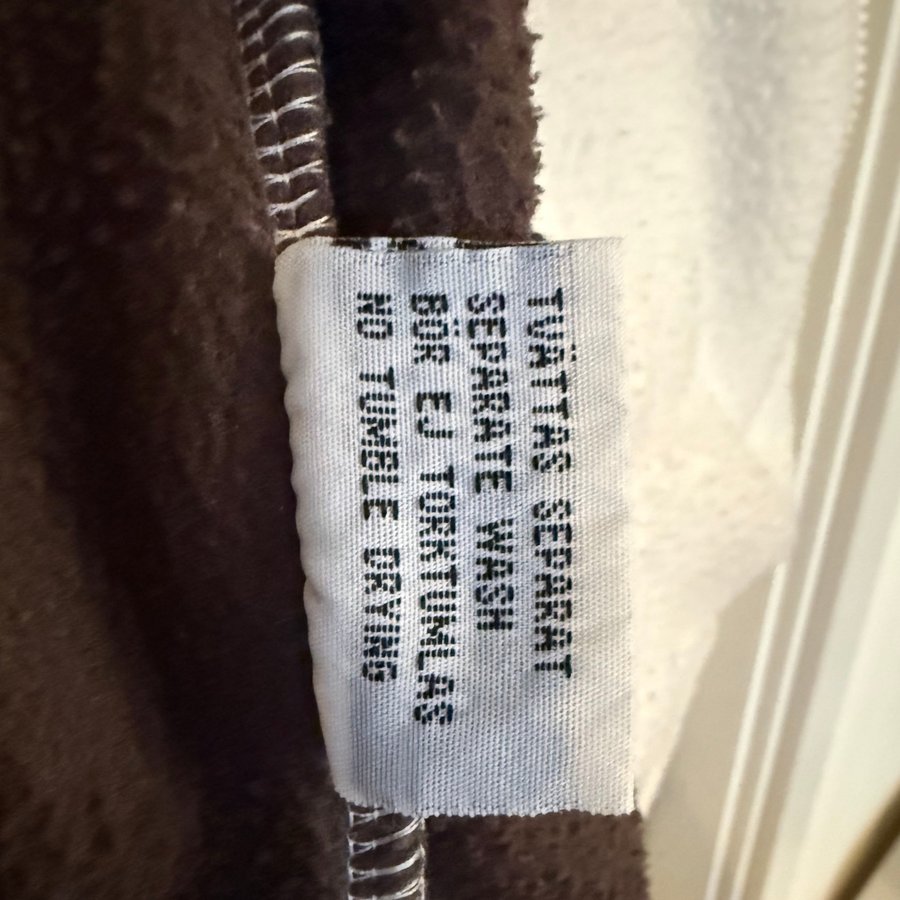 TVÄTTAS SEPARAT
SEPARATE WASH
BÖR EJ TORKTUMLAS
NO TUMBLE DRYING